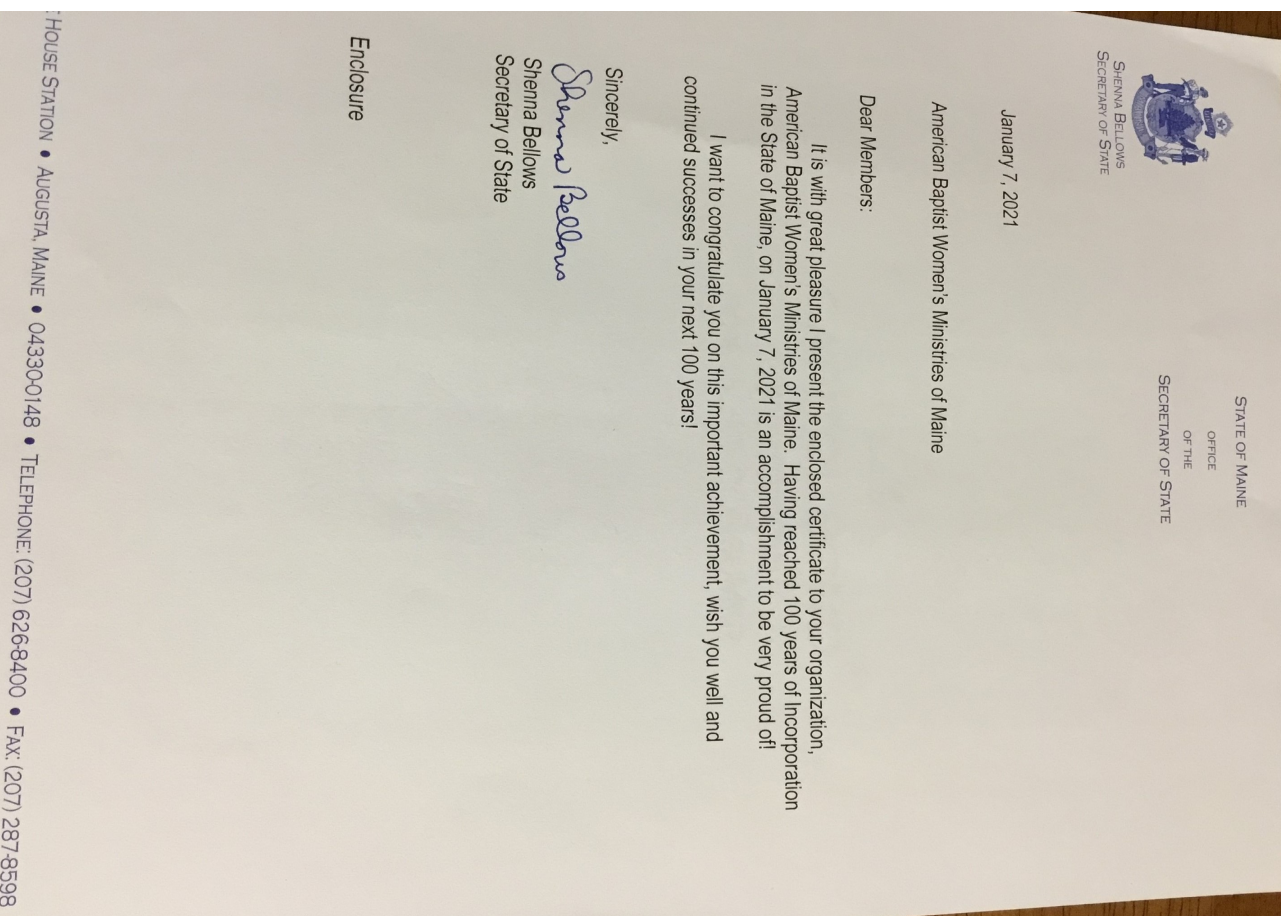 STATE OF MAINE
OFFICE
OF THE
SECRETARY OF STATE
SHENNA BELLOWS
SECRETARY OF STATE
January 7, 2021
American Baptist Women's Ministries of Maine
Dear Members:
It is with great pleasure I present the enclosed certificate to your organization,
American Baptist Women's Ministries of Maine. Having reached 100 years of Incorporation
in the State of Maine, on January 7, 2021 is an accomplishment to be very proud of!
I want to congratulate you on this important achievement, wish you well and
continued successes in your next 100 years!
Sincerely,
Shenna Bellows
Shenna Bellows
Secretary of State
Enclosure
HOUSE STATION • AUGUSTA, MAINE • 04330-0148 • TELEPHONE: (207) 626-8400 • FAX: (207) 287-8598